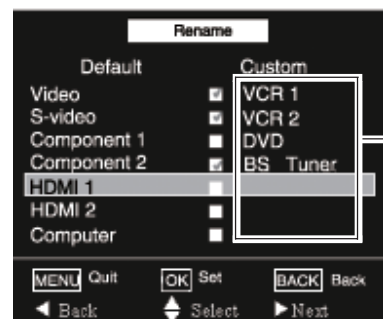 Rename
Default Custom
Video VCR 1
S-video VCR 2
Component 1 DVD
Component 2 BS Tuner
HDMI 1
HDMI 2
Computer
MENU Quit OK Set BACK Back
◀ Back Select ▶ Next